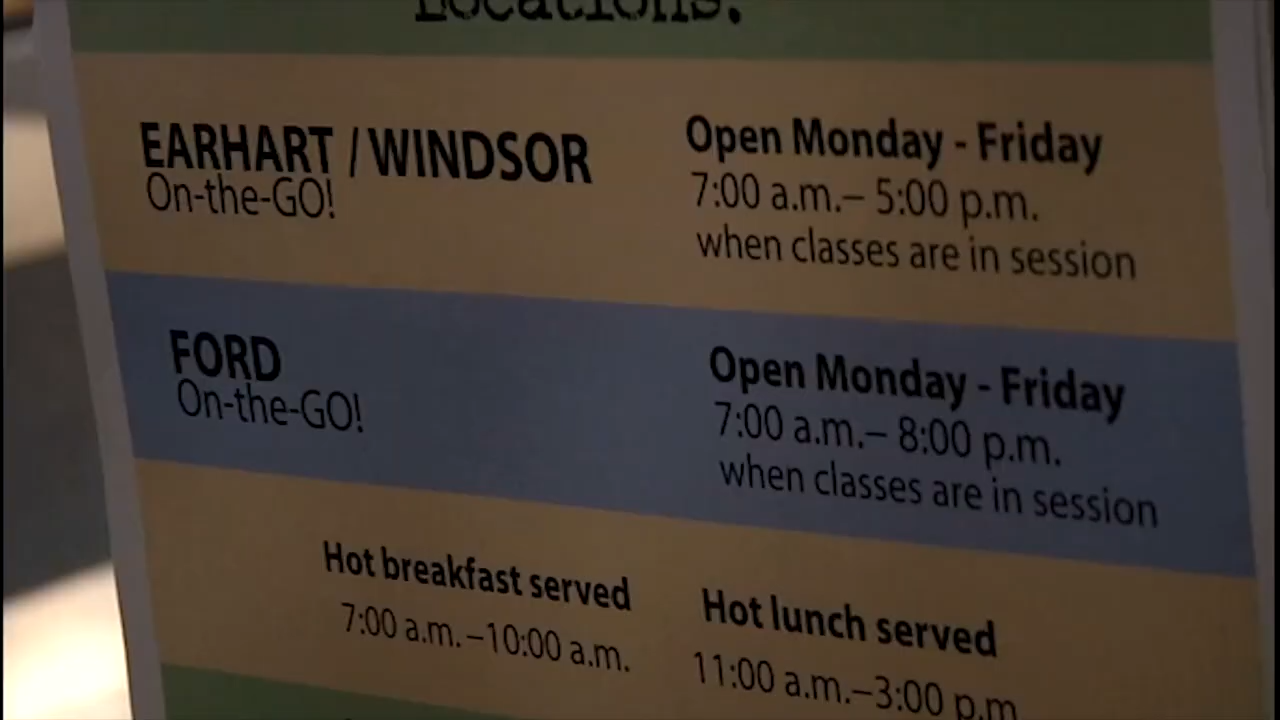 Locations:
EARHART / WINDSOR
On-the-GO!
Open Monday - Friday
7:00 a.m.– 5:00 p.m.
when classes are in session
FORD
On-the-GO!
Open Monday - Friday
7:00 a.m.– 8:00 p.m.
when classes are in session
Hot breakfast served
7:00 a.m.–10:00 a.m.
Hot lunch served
11:00 a.m.–3:00 p.m